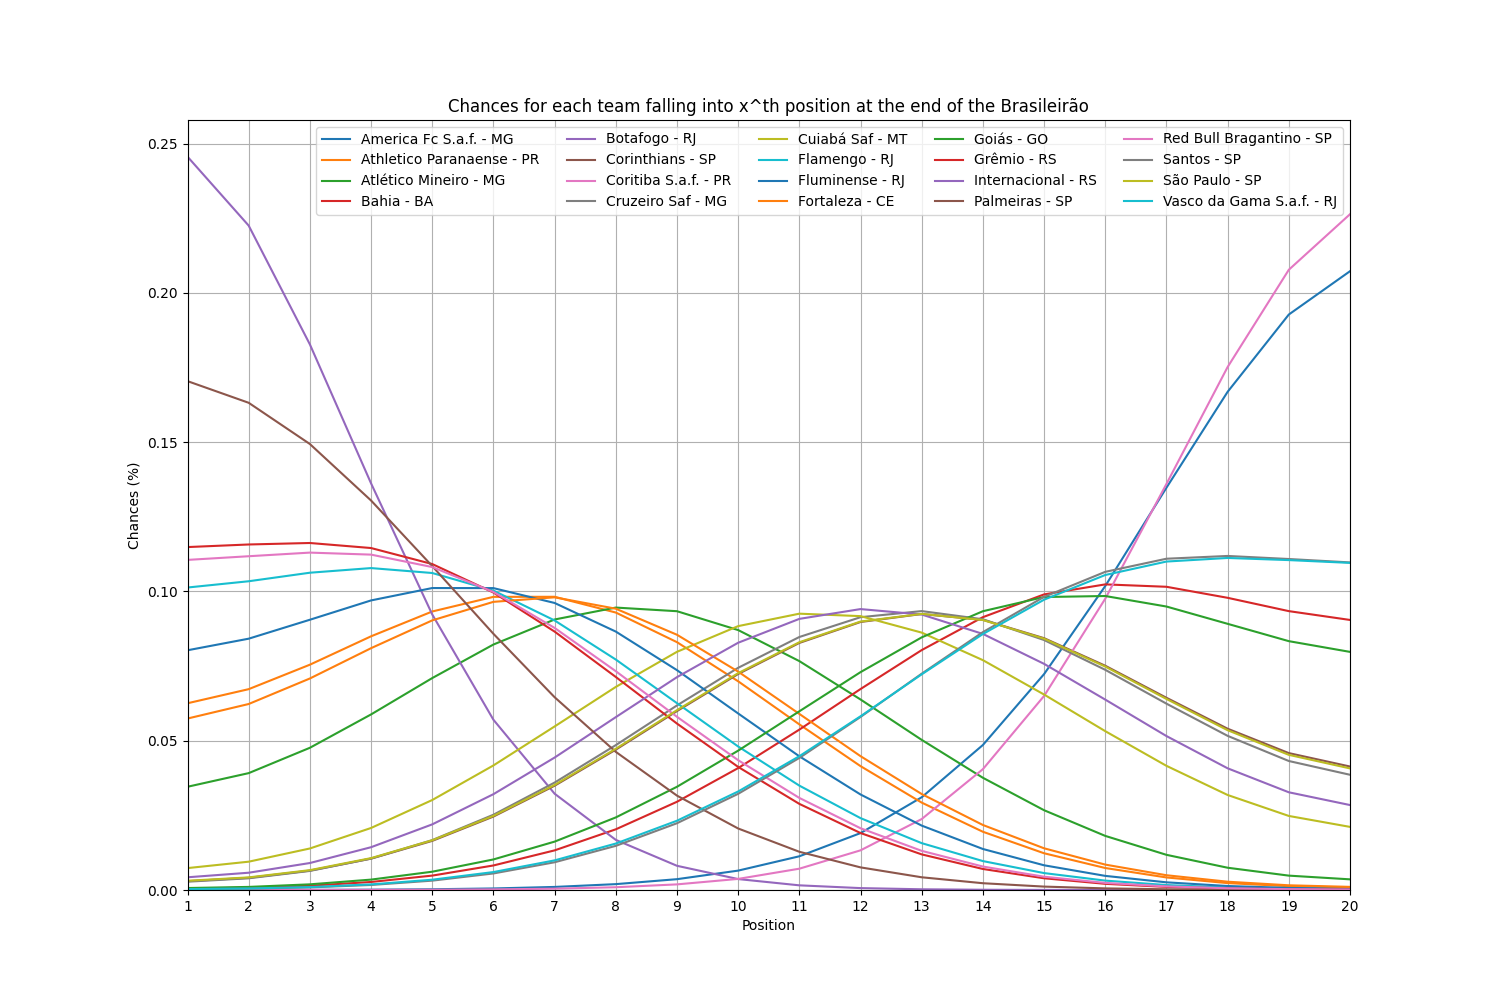 Chances for each team falling into x^th position at the end of the Brasileirão
America Fc S.a.f. - MG
Athletico Paranaense - PR
Atlético Mineiro - MG
Bahia - BA
Botafogo - RJ
Corinthians - SP
Coritiba S.a.f. - PR
Cruzeiro Saf - MG
Cuiabá Saf - MT
Flamengo - RJ
Fluminense - RJ
Fortaleza - CE
Goiás - GO
Grêmio - RS
Internacional - RS
Palmeiras - SP
Red Bull Bragantino - SP
Santos - SP
São Paulo - SP
Vasco da Gama S.a.f. - RJ
0.25
0.20
0.15
0.10
0.05
0.00
Chances (%)
1 2 3 4 5 6 7 8 9 10 11 12 13 14 15 16 17 18 19 20
Position